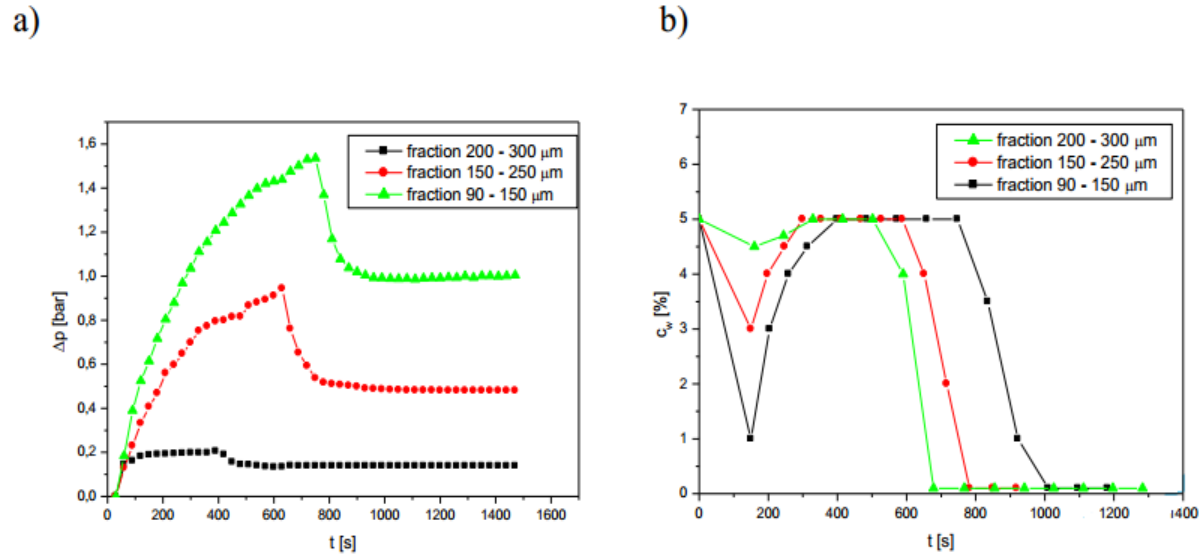 a)
b)
1,6
1,4
1,2
1,0
0,8
0,6
0,4
0,2
0,0
Δp [bar]
0 200 400 600 800 1000 1200 1400 1600
t [s]
fraction 200 - 300 μm
fraction 150 - 250 μm
fraction 90 - 150 μm
7
6
5
4
3
2
1
0
c_w [%]
0 200 400 600 800 1000 1200 1400
t [s]
fraction 200 - 300 μm
fraction 150 - 250 μm
fraction 90 - 150 μm